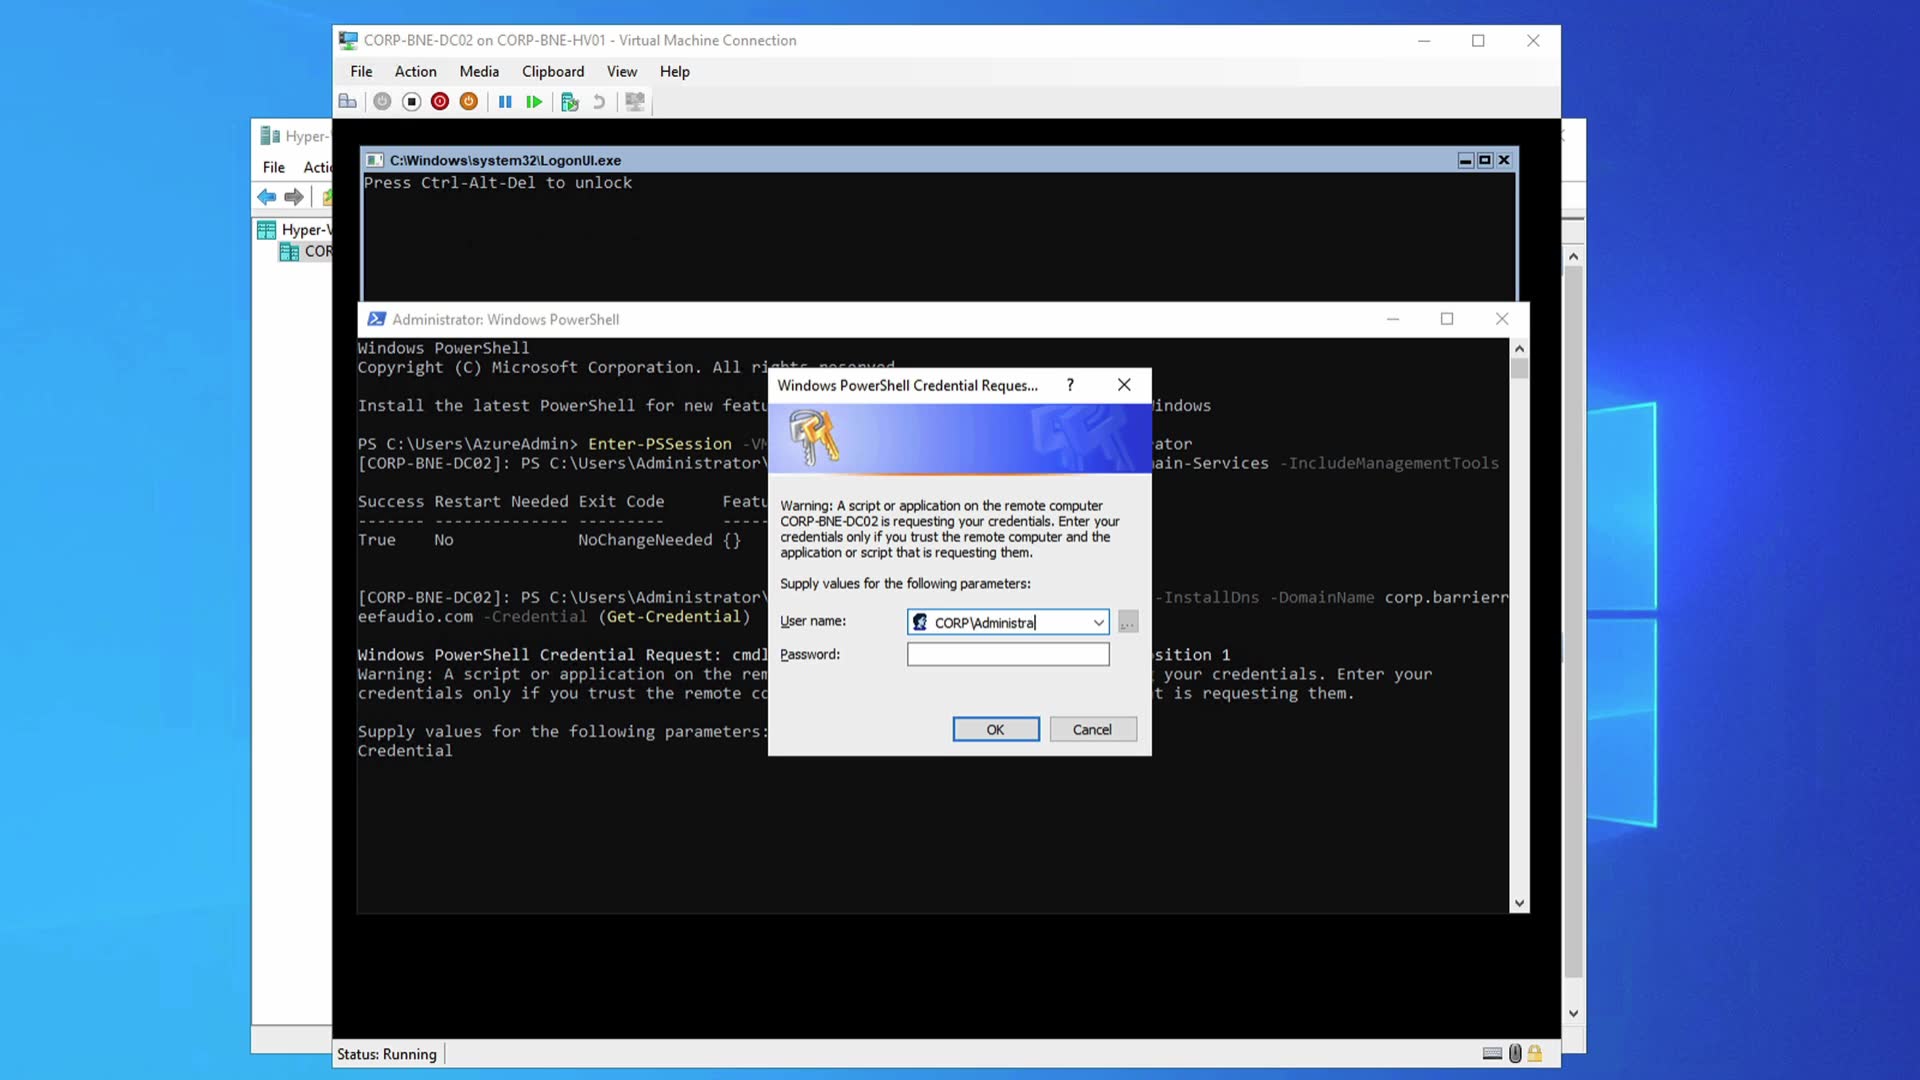 CORP-BNE-DC02 on CORP-BNE-HV01 - Virtual Machine Connection
File Action Media Clipboard View Help
Hyper-
File Actio
Hyper-V
COR
C:\Windows\system32\LogonUI.exe
Press Ctrl-Alt-Del to unlock
Administrator: Windows PowerShell
Windows PowerShell
Copyright (C) Microsoft Corporation. All rights reserved.
Install the latest PowerShell for new featu indows
PS C:\Users\AzureAdmin> Enter-PSSession -VM ator
[CORP-BNE-DC02]: PS C:\Users\Administrator\ ain-Services -IncludeManagementTools
Success Restart Needed Exit Code Featu
True No NoChangeNeeded {}
[CORP-BNE-DC02]: PS C:\Users\Administrator\ -InstallDns -DomainName corp.barrierr
eefaudio.com -Credential (Get-Credential)
Windows PowerShell Credential Request: cmdl sition 1
Warning: A script or application on the rem your credentials. Enter your
credentials only if you trust the remote co t is requesting them.
Supply values for the following parameters:
Credential
Windows PowerShell Credential Reques...
Warning: A script or application on the remote computer
CORP-BNE-DC02 is requesting your credentials. Enter your
credentials only if you trust the remote computer and the
application or script that is requesting them.
Supply values for the following parameters:
User name: CORP\Administra
Password:
OK Cancel
Status: Running